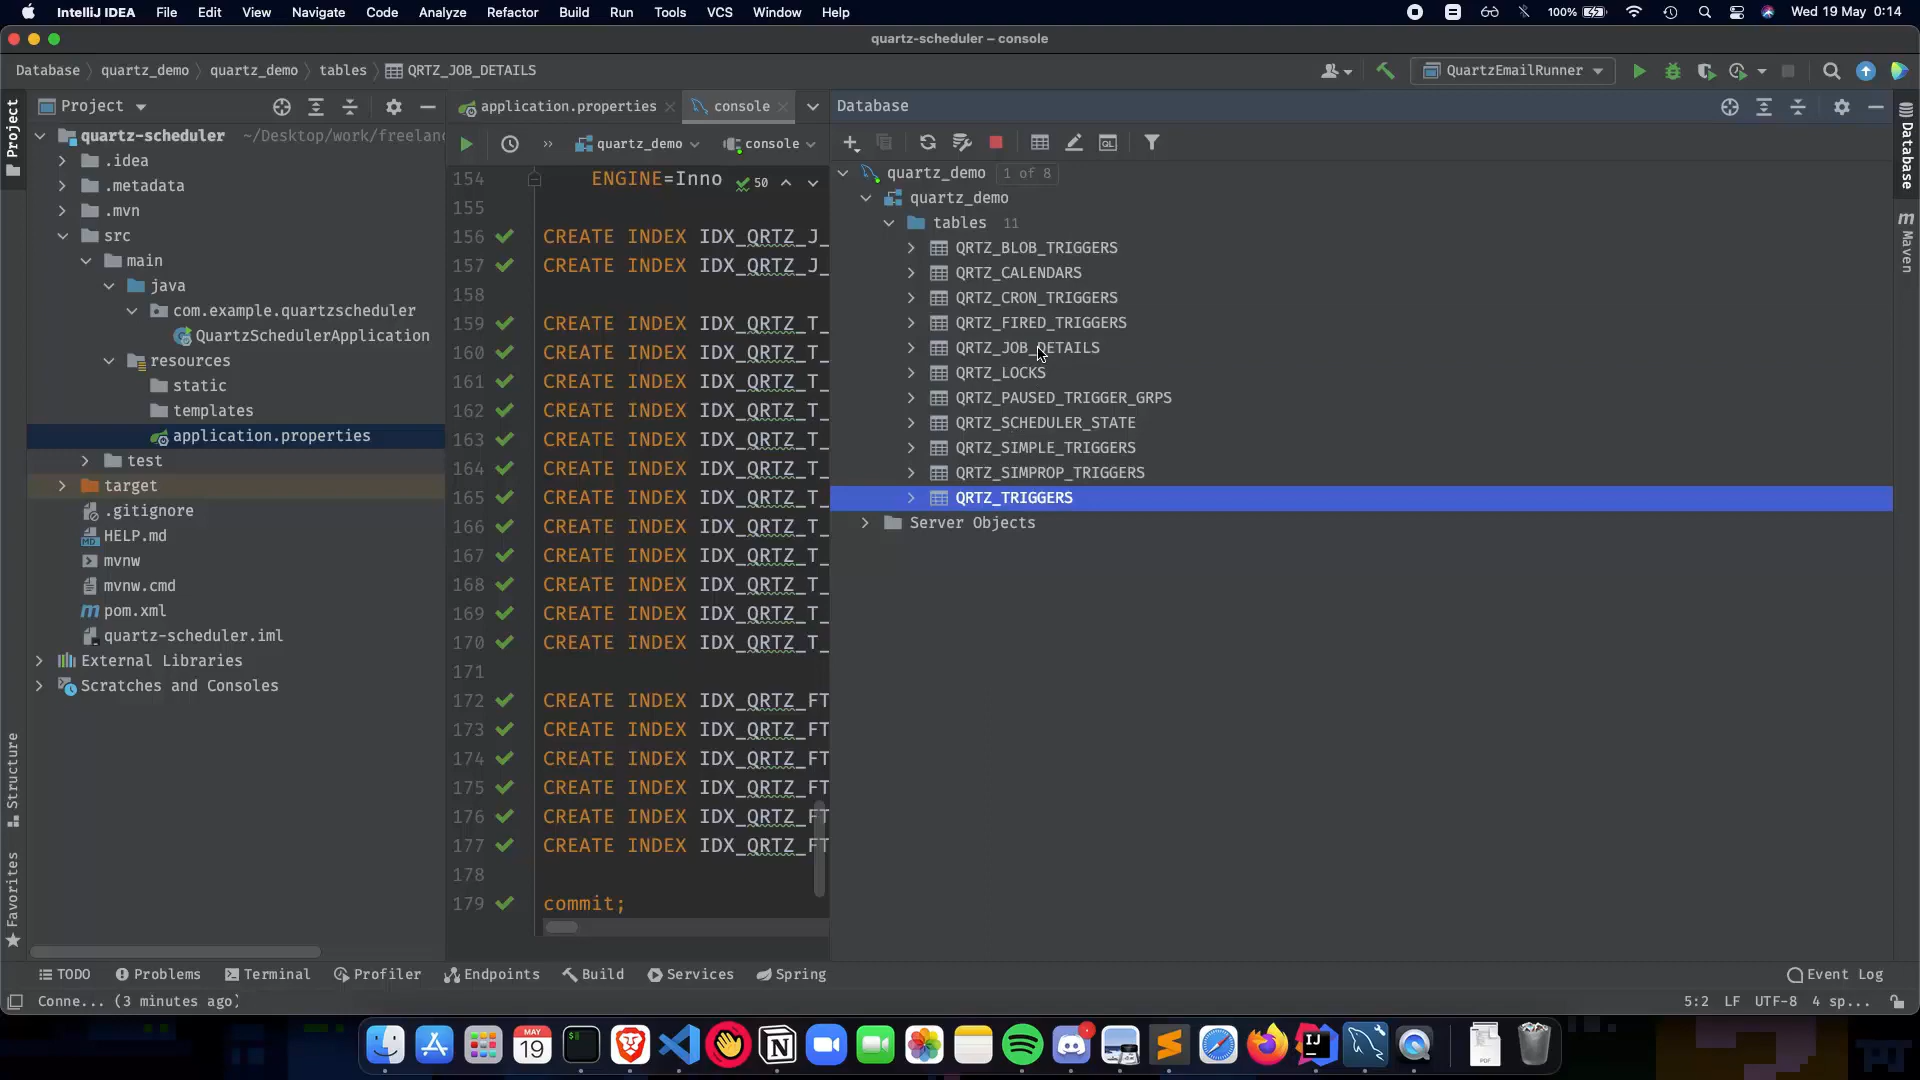 IntelliJ IDEA File Edit View Navigate Code Analyze Refactor Build Run Tools VCS Window Help 100% Wed 19 May 0:14
quartz-scheduler – console
Database quartz_demo quartz_demo tables QRTZ_JOB_DETAILS QuartzEmailRunner
Project
Project
quartz-scheduler ~/Desktop/work/freelanc
.idea
.metadata
.mvn
src
main
java
com.example.quartzscheduler
QuartzSchedulerApplication
resources
static
templates
application.properties
test
target
.gitignore
HELP.md
mvnw
mvnw.cmd
pom.xml
quartz-scheduler.iml
External Libraries
Scratches and Consoles
Structure
Favorites
application.properties console
quartz_demo console
154 ENGINE=Inno 50
155
156 CREATE INDEX IDX_QRTZ_J_
157 CREATE INDEX IDX_QRTZ_J_
158
159 CREATE INDEX IDX_QRTZ_T_
160 CREATE INDEX IDX_QRTZ_T_
161 CREATE INDEX IDX_QRTZ_T_
162 CREATE INDEX IDX_QRTZ_T_
163 CREATE INDEX IDX_QRTZ_T_
164 CREATE INDEX IDX_QRTZ_T_
165 CREATE INDEX IDX_QRTZ_T_
166 CREATE INDEX IDX_QRTZ_T_
167 CREATE INDEX IDX_QRTZ_T_
168 CREATE INDEX IDX_QRTZ_T_
169 CREATE INDEX IDX_QRTZ_T_
170 CREATE INDEX IDX_QRTZ_T_
171
172 CREATE INDEX IDX_QRTZ_FT
173 CREATE INDEX IDX_QRTZ_FT
174 CREATE INDEX IDX_QRTZ_FT
175 CREATE INDEX IDX_QRTZ_FT
176 CREATE INDEX IDX_QRTZ_FT
177 CREATE INDEX IDX_QRTZ_FT
178
179 commit;
Database
quartz_demo 1 of 8
quartz_demo
tables 11
QRTZ_BLOB_TRIGGERS
QRTZ_CALENDARS
QRTZ_CRON_TRIGGERS
QRTZ_FIRED_TRIGGERS
QRTZ_JOB_DETAILS
QRTZ_LOCKS
QRTZ_PAUSED_TRIGGER_GRPS
QRTZ_SCHEDULER_STATE
QRTZ_SIMPLE_TRIGGERS
QRTZ_SIMPROP_TRIGGERS
QRTZ_TRIGGERS
Server Objects
Database
Maven
TODO Problems Terminal Profiler Endpoints Build Services Spring Event Log
Conne... (3 minutes ago) 5:2 LF UTF-8 4 sp...
MAY
19
IJ
PDF